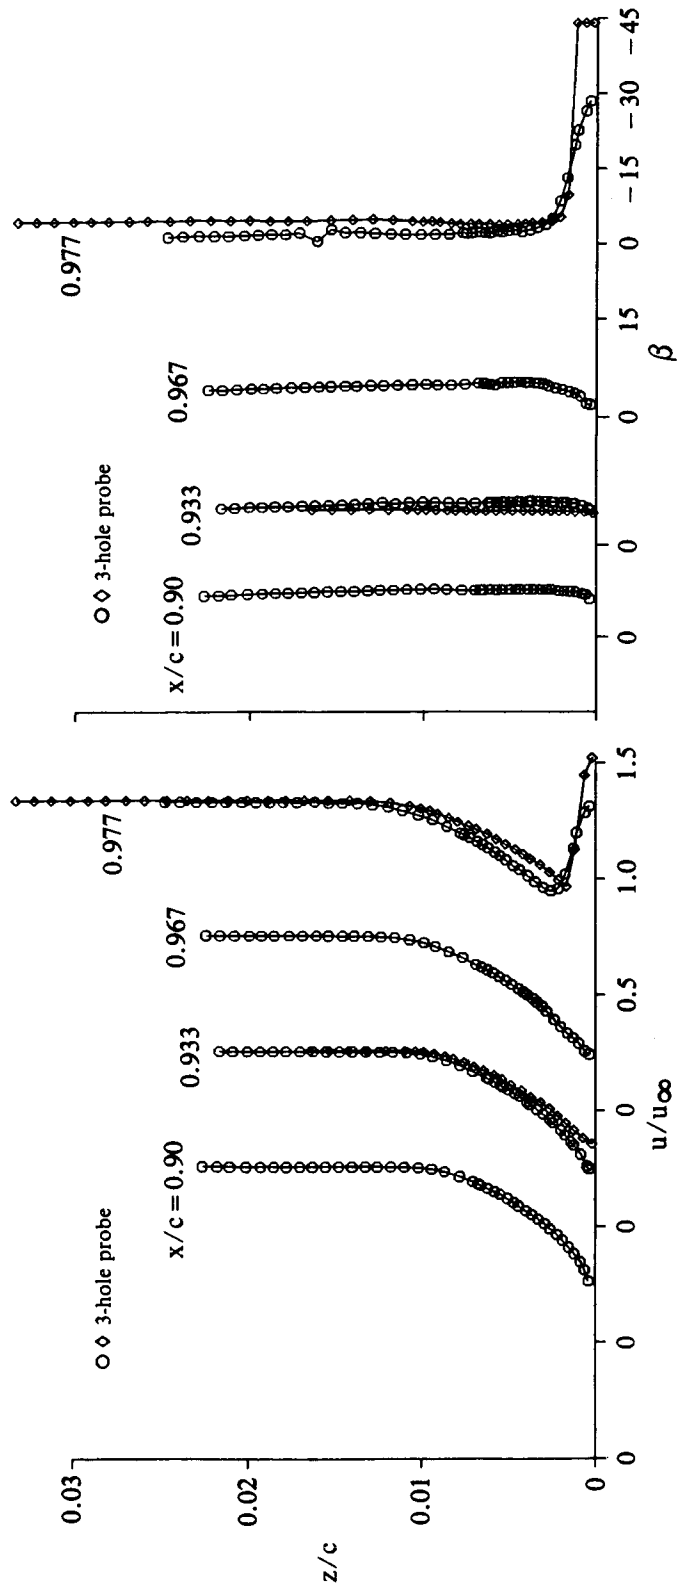 ○ ◇ 3-hole probe
x/c = 0.90
0.933
0.967
0.977
z/c
0.03
0.02
0.01
0
0 0 0 0 0.5 1.0 1.5
u/u∞
○ ◇ 3-hole probe
x/c = 0.90
0.933
0.967
0.977
0 0 0 15 0 −15 −30 −45
β